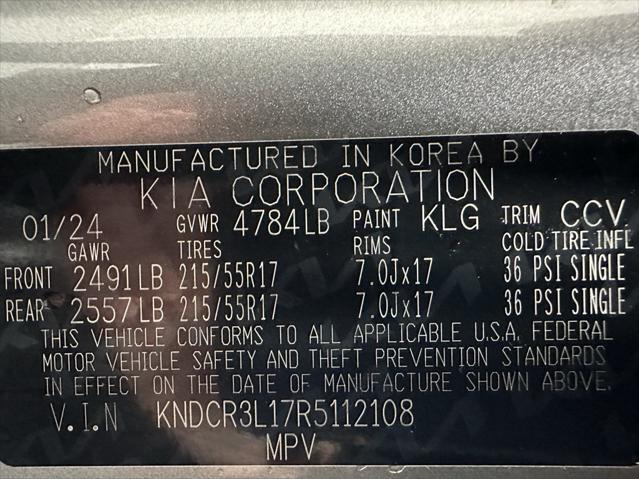 MANUFACTURED IN KOREA BY
KIA CORPORATION
01/24 GVWR 4784LB PAINT KLG TRIM CCV
GAWR TIRES RIMS COLD TIRE INFL
FRONT 2491LB 215/55R17 7.0Jx17 36 PSI SINGLE
REAR 2557LB 215/55R17 7.0Jx17 36 PSI SINGLE
THIS VEHICLE CONFORMS TO ALL APPLICABLE U.S.A. FEDERAL
MOTOR VEHICLE SAFETY AND THEFT PREVENTION STANDARDS
IN EFFECT ON THE DATE OF MANUFACTURE SHOWN ABOVE.
V.I.N KNDCR3L17R5112108
MPV